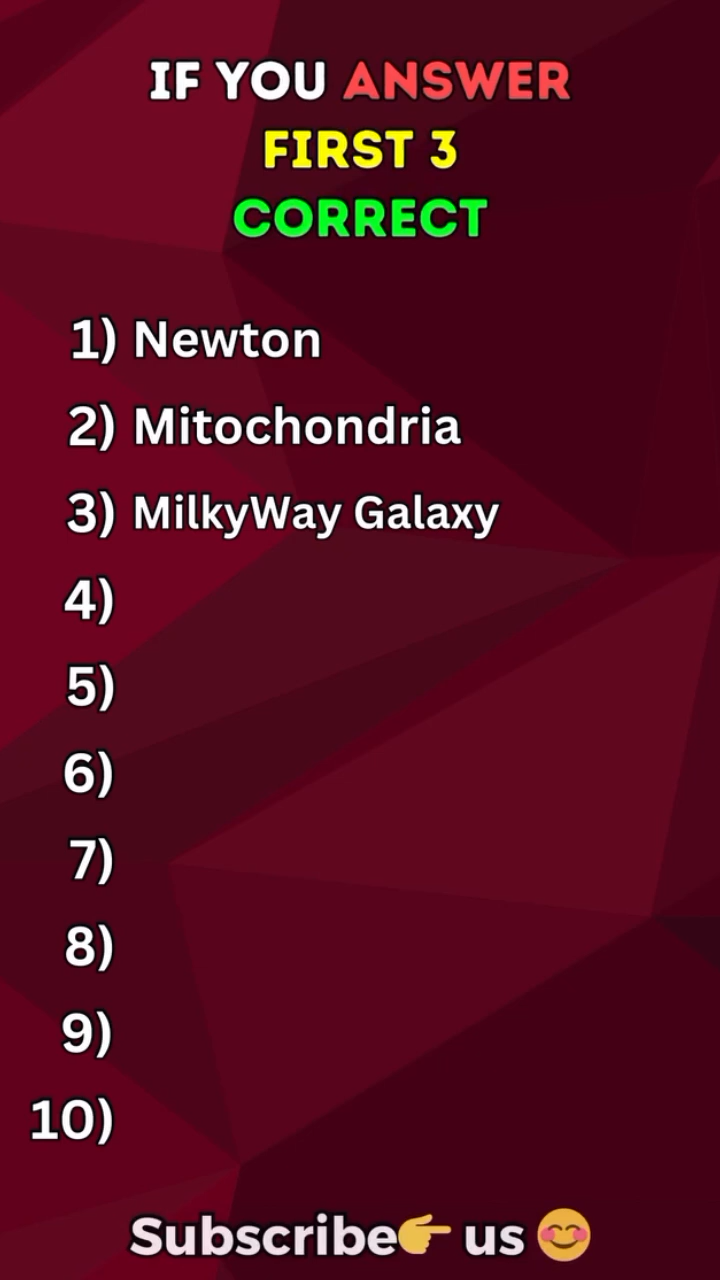 IF YOU ANSWER
FIRST 3
CORRECT
1) Newton
2) Mitochondria
3) MilkyWay Galaxy
4)
5)
6)
7)
8)
9)
10)
Subscribe👉 us 😊